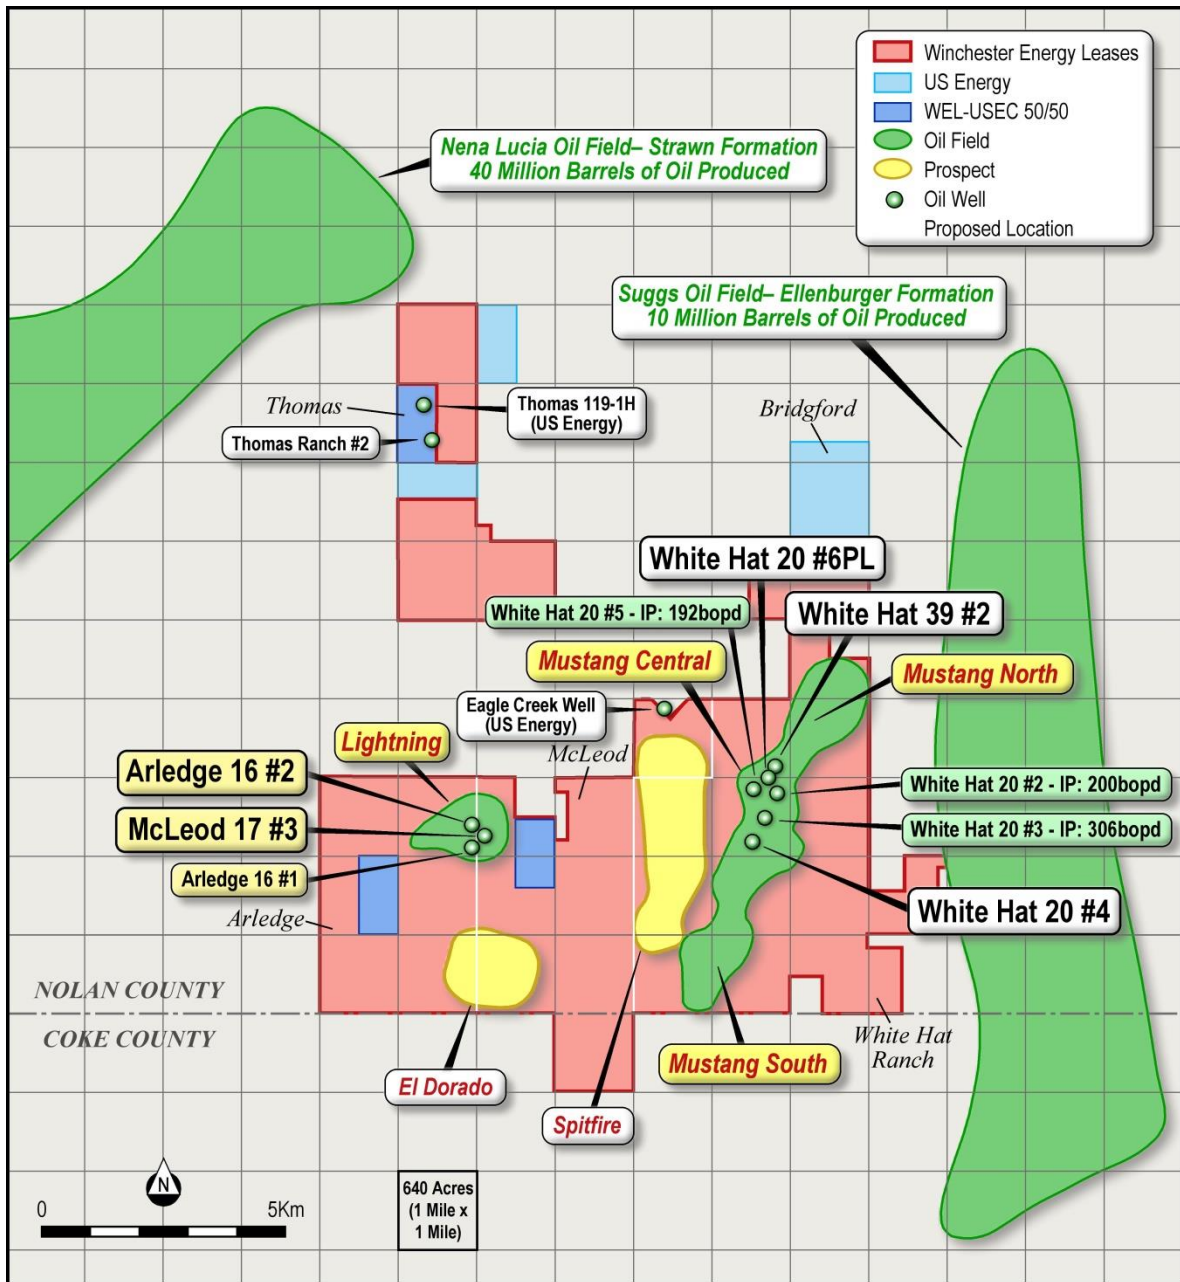 Winchester Energy Leases
US Energy
WEL-USEC 50/50
Oil Field
Prospect
Oil Well
Proposed Location
Nena Lucia Oil Field– Strawn Formation
40 Million Barrels of Oil Produced
Suggs Oil Field– Ellenburger Formation
10 Million Barrels of Oil Produced
Thomas
Thomas 119-1H
(US Energy)
Thomas Ranch #2
Bridgford
White Hat 20 #6PL
White Hat 20 #5 - IP: 192bopd
White Hat 39 #2
Mustang Central
Mustang North
Eagle Creek Well
(US Energy)
McLeod
Lightning
Arledge 16 #2
McLeod 17 #3
Arledge 16 #1
Arledge
White Hat 20 #2 - IP: 200bopd
White Hat 20 #3 - IP: 306bopd
White Hat 20 #4
NOLAN COUNTY
COKE COUNTY
White Hat
Ranch
Mustang South
El Dorado
Spitfire
N
0
5Km
640 Acres
(1 Mile x
1 Mile)